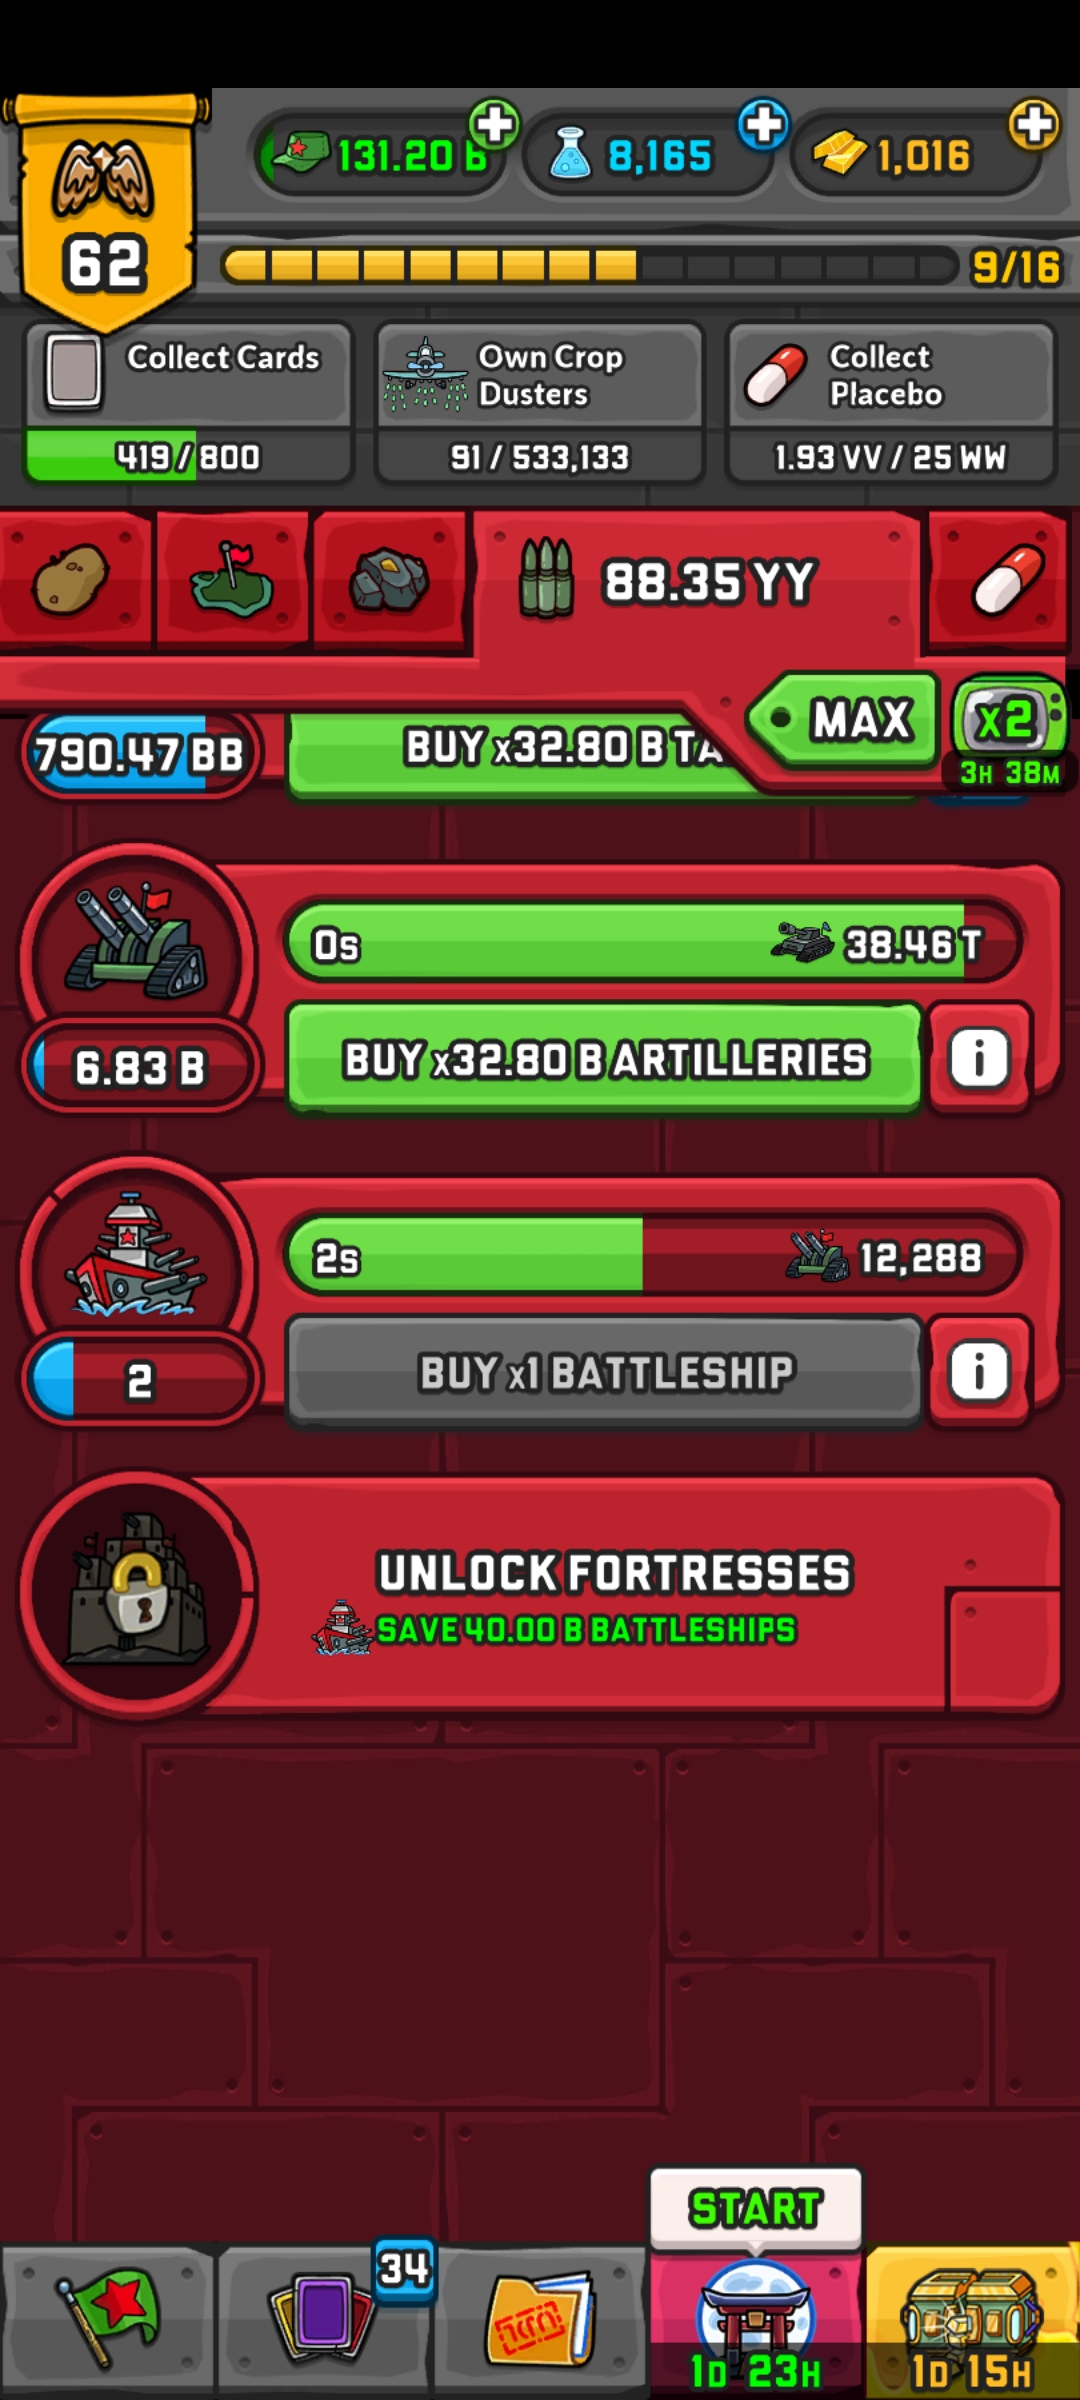 131.20 B
8,165
1,016
62
9/16
Collect Cards
419 / 800
Own Crop
Dusters
91 / 533,133
Collect
Placebo
1.93 VV / 25 WW
88.35 YY
MAX
x2
3H 38M
790.47 BB
BUY x32.80 B TA
0s
38.46 T
6.83 B
BUY x32.80 B ARTILLERIES
i
2s
12,288
2
BUY x1 BATTLESHIP
i
UNLOCK FORTRESSES
SAVE 40.00 B BATTLESHIPS
START
34
1D 23H
1D 15H